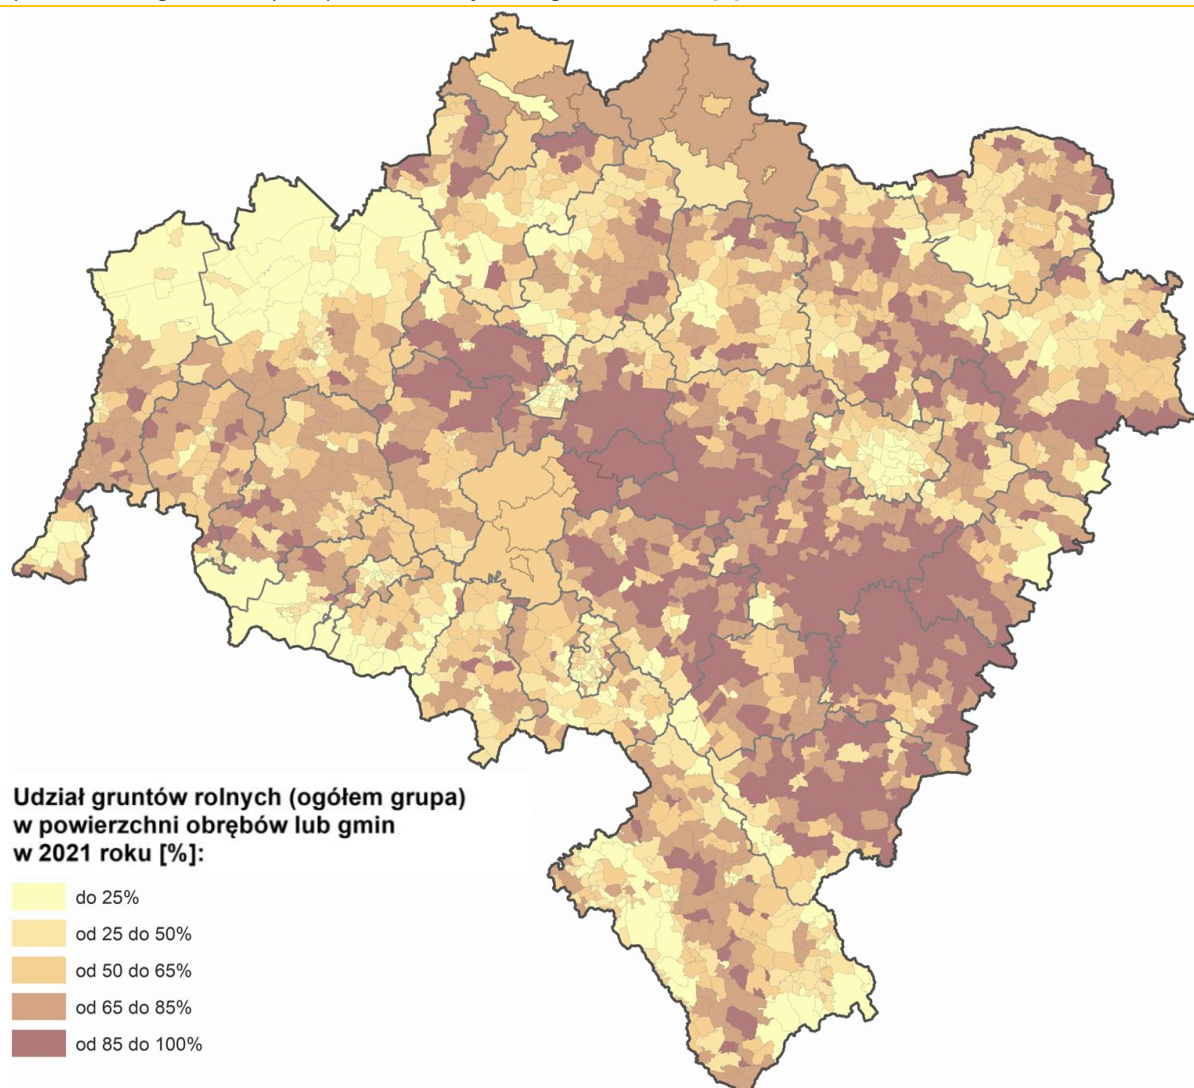 Udział gruntów rolnych (ogółem grupa)
w powierzchni obrębów lub gmin
w 2021 roku [%]:
do 25%
od 25 do 50%
od 50 do 65%
od 65 do 85%
od 85 do 100%